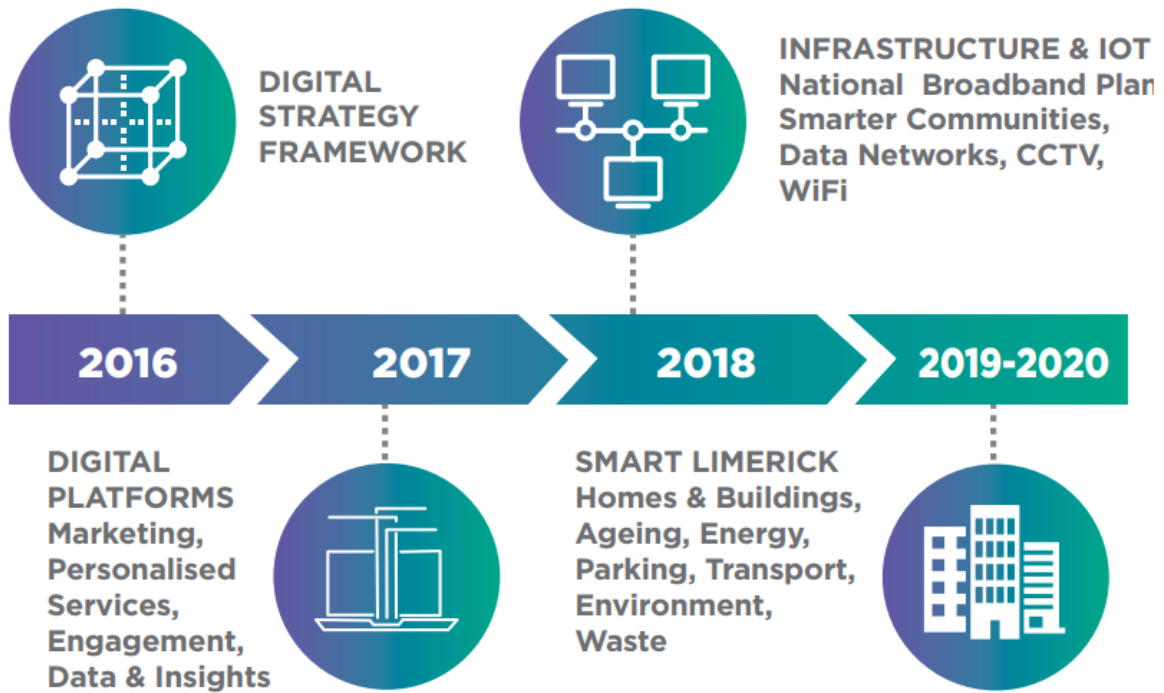 DIGITAL
STRATEGY
FRAMEWORK
INFRASTRUCTURE & IOT
National Broadband Plan
Smarter Communities,
Data Networks, CCTV,
WiFi
2016
2017
2018
2019-2020
DIGITAL
PLATFORMS
Marketing,
Personalised
Services,
Engagement,
Data & Insights
SMART LIMERICK
Homes & Buildings,
Ageing, Energy,
Parking, Transport,
Environment,
Waste